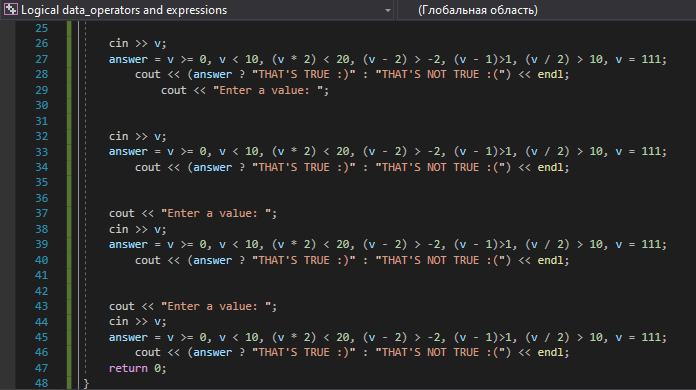 Logical data_operators and expressions (Глобальная область)
25
26 cin >> v;
27 answer = v >= 0, v < 10, (v * 2) < 20, (v - 2) > -2, (v - 1)>1, (v / 2) > 10, v = 111;
28 cout << (answer ? "THAT'S TRUE :)" : "THAT'S NOT TRUE :(") << endl;
29 cout << "Enter a value: ";
30
31
32 cin >> v;
33 answer = v >= 0, v < 10, (v * 2) < 20, (v - 2) > -2, (v - 1)>1, (v / 2) > 10, v = 111;
34 cout << (answer ? "THAT'S TRUE :)" : "THAT'S NOT TRUE :(") << endl;
35
36
37 cout << "Enter a value: ";
38 cin >> v;
39 answer = v >= 0, v < 10, (v * 2) < 20, (v - 2) > -2, (v - 1)>1, (v / 2) > 10, v = 111;
40 cout << (answer ? "THAT'S TRUE :)" : "THAT'S NOT TRUE :(") << endl;
41
42
43 cout << "Enter a value: ";
44 cin >> v;
45 answer = v >= 0, v < 10, (v * 2) < 20, (v - 2) > -2, (v - 1)>1, (v / 2) > 10, v = 111;
46 cout << (answer ? "THAT'S TRUE :)" : "THAT'S NOT TRUE :(") << endl;
47 return 0;
48 }